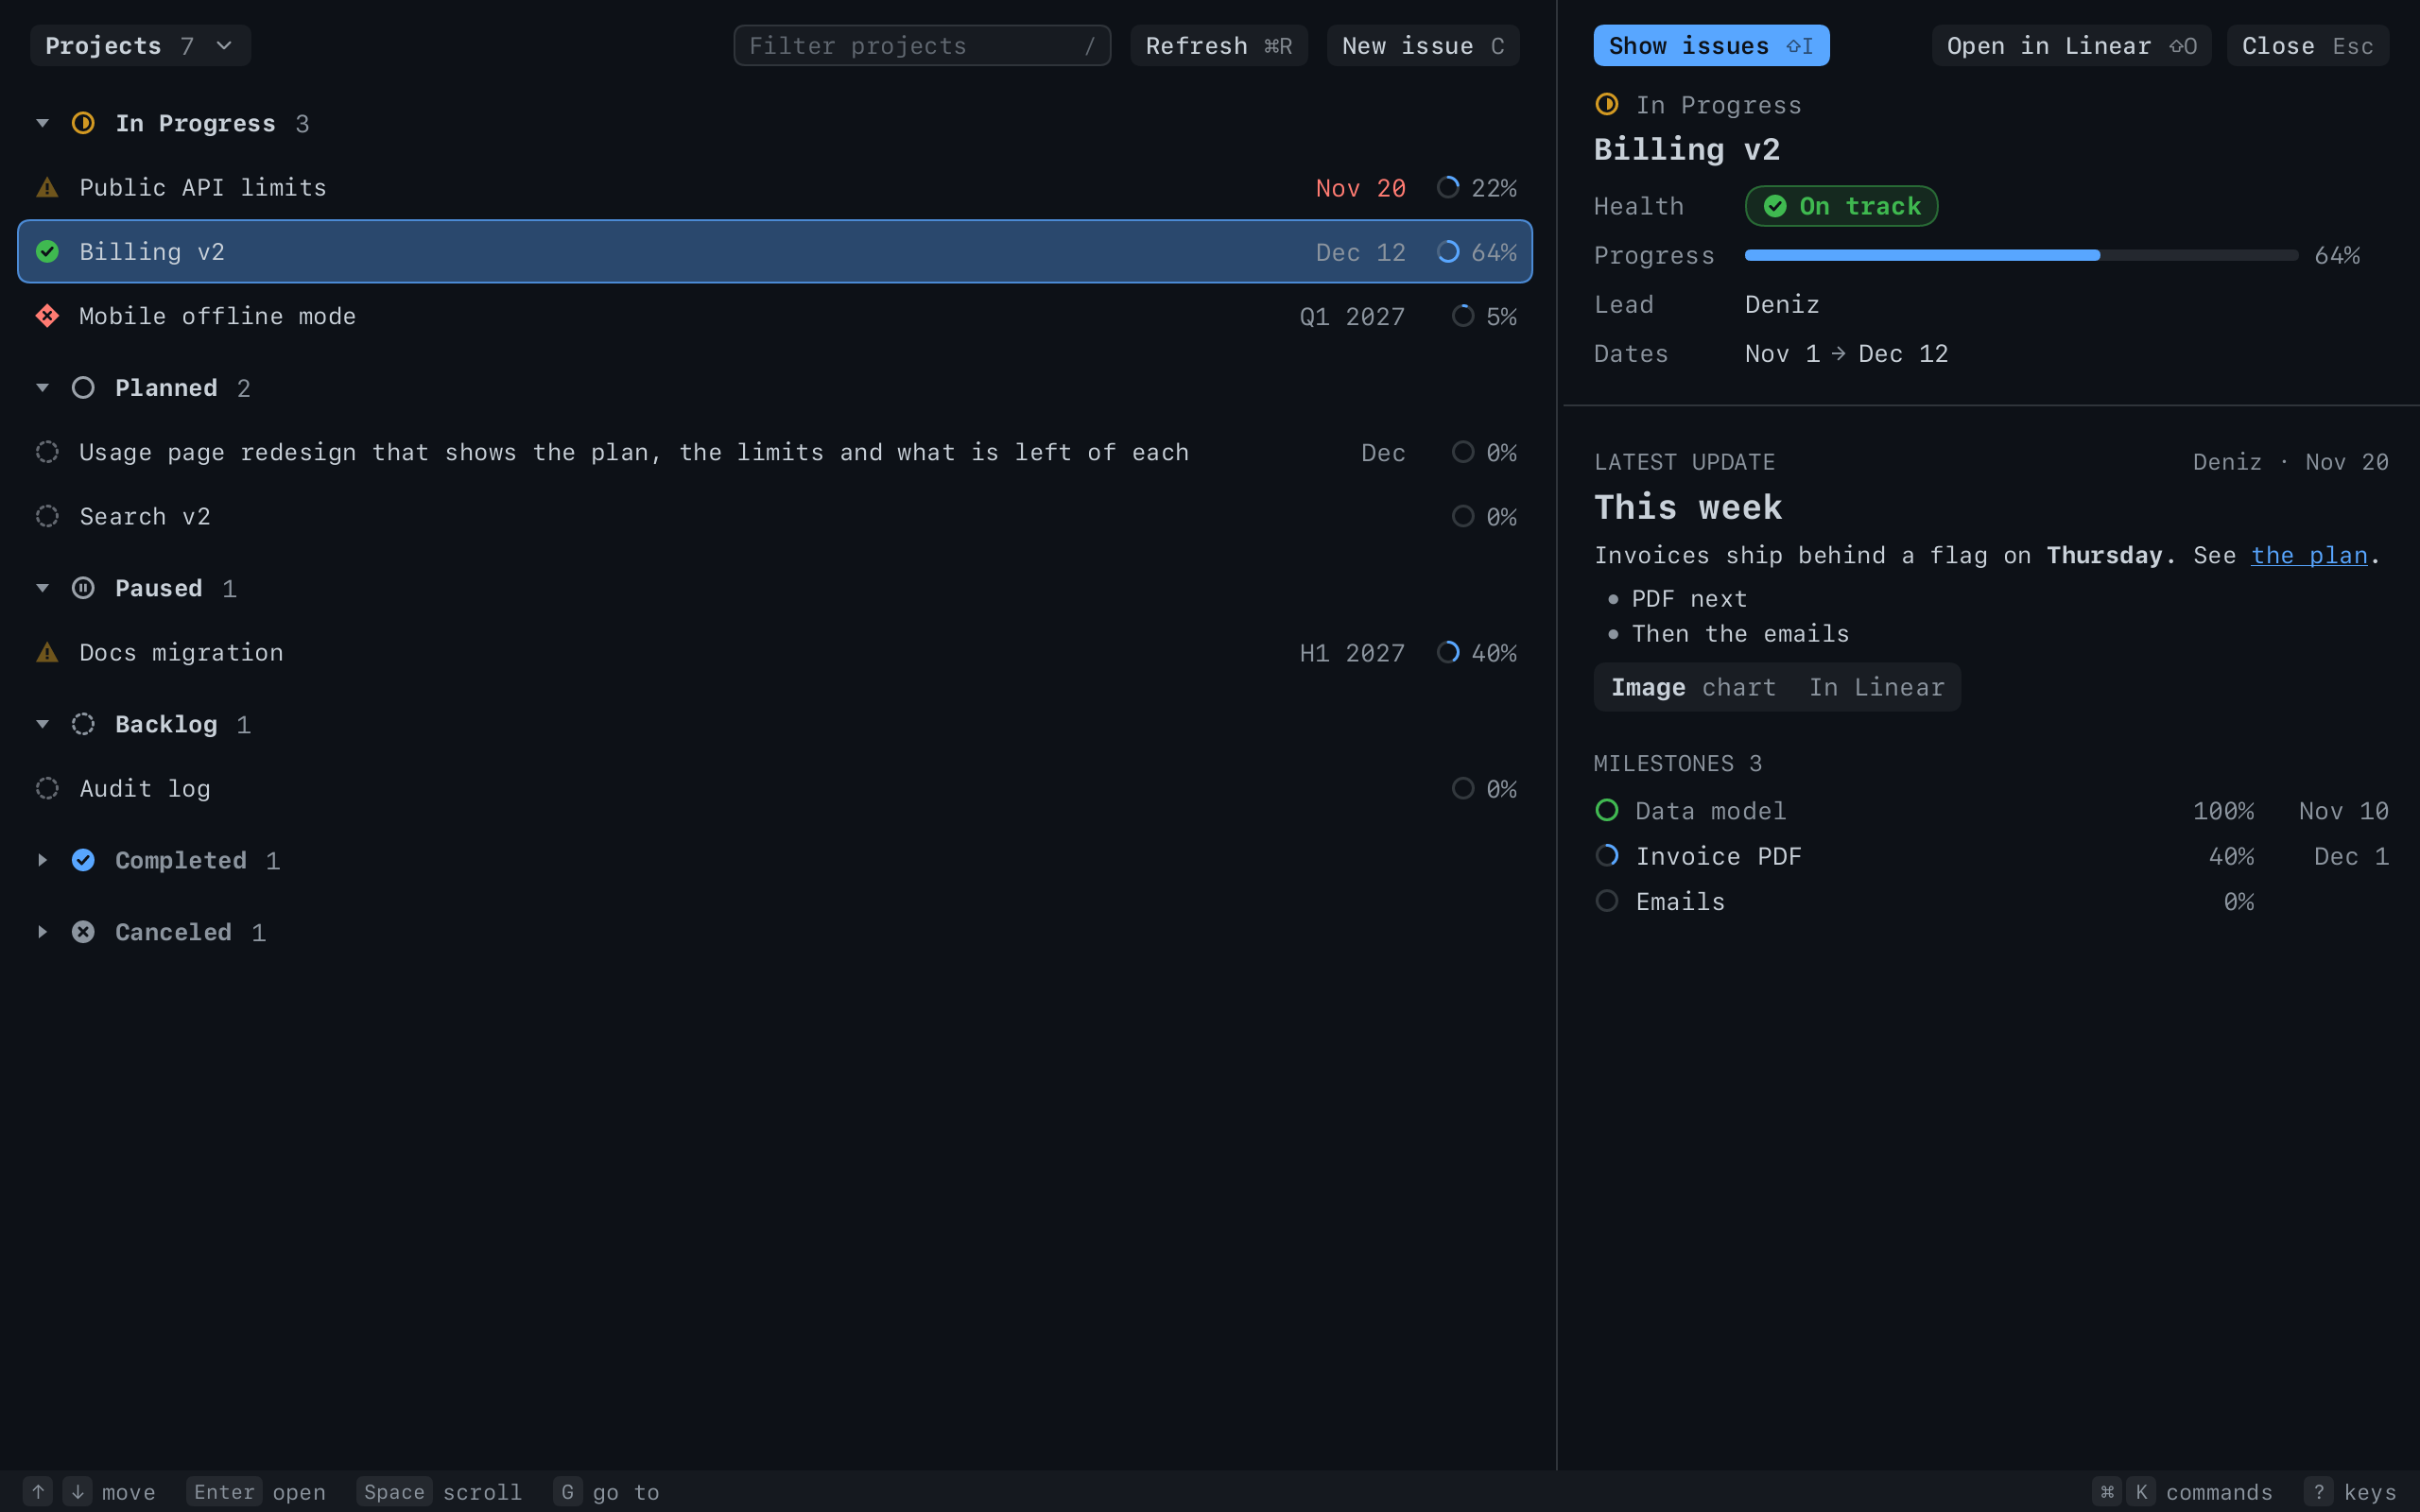 Projects 7
Filter projects /
Refresh ⌘R
New issue C
In Progress 3
Public API limits Nov 20 22%
Billing v2 Dec 12 64%
Mobile offline mode Q1 2027 5%
Planned 2
Usage page redesign that shows the plan, the limits and what is left of each Dec 0%
Search v2 0%
Paused 1
Docs migration H1 2027 40%
Backlog 1
Audit log 0%
Completed 1
Canceled 1
Show issues ⇧I
Open in Linear ⇧O
Close Esc
In Progress
Billing v2
Health On track
Progress 64%
Lead Deniz
Dates Nov 1 → Dec 12
LATEST UPDATE Deniz · Nov 20
This week
Invoices ship behind a flag on Thursday. See the plan.
• PDF next
• Then the emails
Image chart In Linear
MILESTONES 3
Data model 100% Nov 10
Invoice PDF 40% Dec 1
Emails 0%
↑ ↓ move Enter open Space scroll G go to
⌘ K commands ? keys